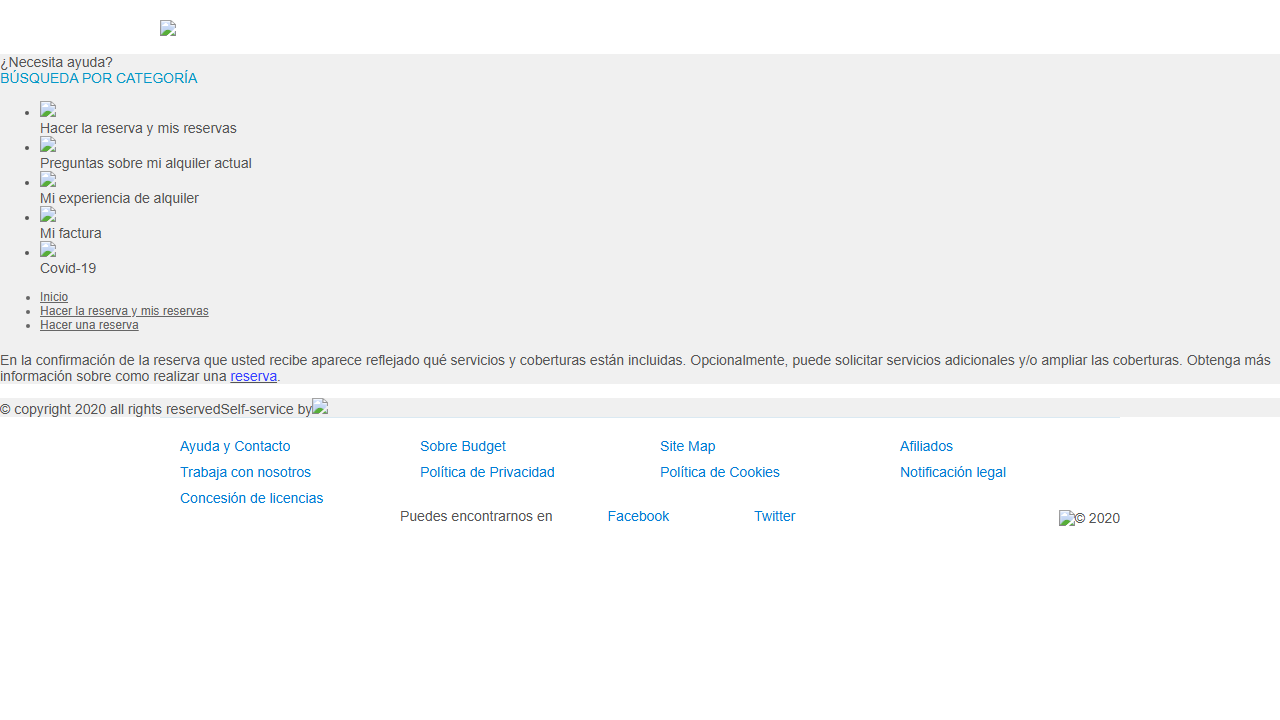 ¿Necesita ayuda?
BÚSQUEDA POR CATEGORÍA
Hacer la reserva y mis reservas
Preguntas sobre mi alquiler actual
Mi experiencia de alquiler
Mi factura
Covid-19
Inicio
Hacer la reserva y mis reservas
Hacer una reserva
En la confirmación de la reserva que usted recibe aparece reflejado qué servicios y coberturas están incluidas. Opcionalmente, puede solicitar servicios adicionales y/o ampliar las coberturas. Obtenga más
información sobre como realizar una reserva.
© copyright 2020 all rights reservedSelf-service by
Ayuda y Contacto Sobre Budget Site Map Afiliados
Trabaja con nosotros Política de Privacidad Política de Cookies Notificación legal
Concesión de licencias
Puedes encontrarnos en Facebook Twitter © 2020